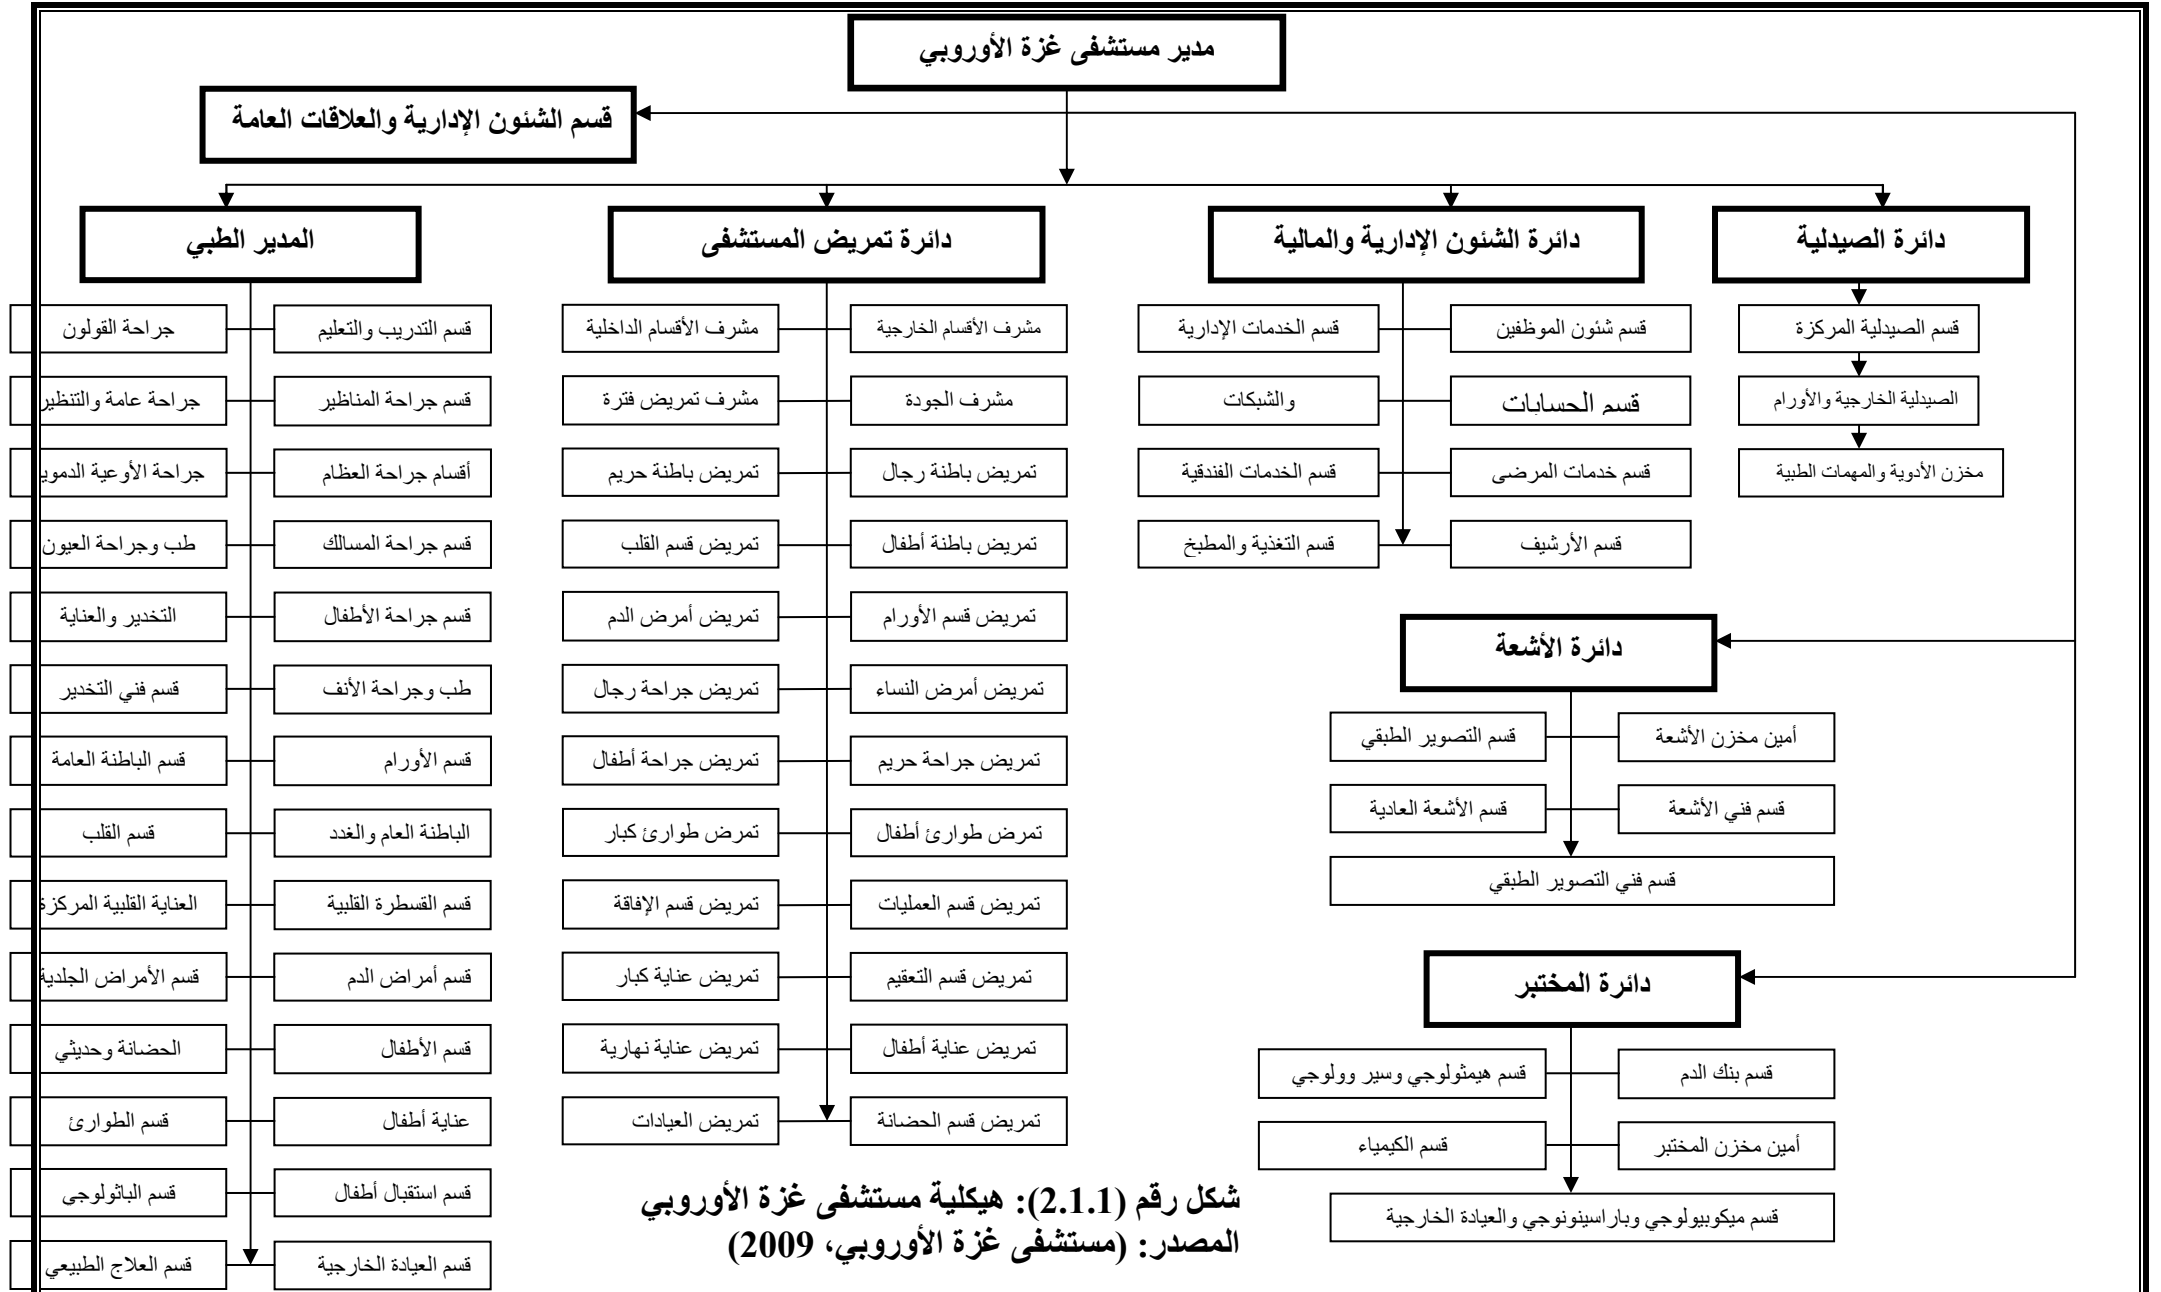 مدير مستشفى غزة الأوروبي
قسم الشئون الإدارية والعلاقات العامة
دائرة الصيدلية
دائرة الشئون الإدارية والمالية
دائرة تمريض المستشفى
المدير الطبي
قسم الصيدلية المركزة
الصيدلية الخارجية والأورام
مخزن الأدوية والمهمات الطبية
قسم شئون الموظفين
قسم الخدمات الإدارية
قسم الحسابات
والشبكات
قسم خدمات المرضى
قسم الخدمات الفندقية
قسم الأرشيف
قسم التغذية والمطبخ
دائرة الأشعة
أمين مخزن الأشعة
قسم التصوير الطبقي
قسم فني الأشعة
قسم الأشعة العادية
قسم فني التصوير الطبقي
دائرة المختبر
قسم بنك الدم
قسم هيمثولوجي وسير وولوجي
أمين مخزن المختبر
قسم الكيمياء
قسم ميكوبيولوجي وباراسينونوجي والعيادة الخارجية
مشرف الأقسام الخارجية
مشرف الأقسام الداخلية
مشرف الجودة
مشرف تمريض فترة
تمريض باطنة رجال
تمريض باطنة حريم
تمريض باطنة أطفال
تمريض قسم القلب
تمريض قسم الأورام
تمريض أمرض الدم
تمريض أمرض النساء
تمريض جراحة رجال
تمريض جراحة حريم
تمريض جراحة أطفال
تمرض طوارئ أطفال
تمرض طوارئ كبار
تمريض قسم العمليات
تمريض قسم الإفاقة
تمريض قسم التعقيم
تمريض عناية كبار
تمريض عناية أطفال
تمريض عناية نهارية
تمريض قسم الحضانة
تمريض العيادات
قسم التدريب والتعليم
جراحة القولون
قسم جراحة المناظير
جراحة عامة والتنظير
أقسام جراحة العظام
جراحة الأوعية الدموي
قسم جراحة المسالك
طب وجراحة العيون
قسم جراحة الأطفال
التخدير والعناية
طب وجراحة الأنف
قسم فني التخدير
قسم الأورام
قسم الباطنة العامة
الباطنة العام والغدد
قسم القلب
قسم القسطرة القلبية
العناية القلبية المركزة
قسم أمراض الدم
قسم الأمراض الجلدية
قسم الأطفال
الحضانة وحديثي
عناية أطفال
قسم الطوارئ
قسم استقبال أطفال
قسم الباثولوجي
قسم العيادة الخارجية
قسم العلاج الطبيعي
شكل رقم (2.1.1): هيكلية مستشفى غزة الأوروبي
المصدر: (مستشفى غزة الأوروبي، 2009)